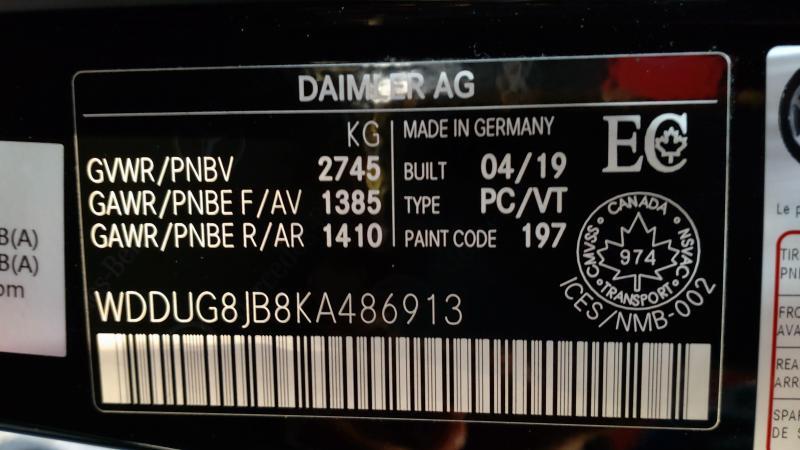 DAIMLER AG
KG
GVWR/PNBV 2745
GAWR/PNBE F/AV 1385
GAWR/PNBE R/AR 1410
MADE IN GERMANY
BUILT 04/19
TYPE PC/VT
PAINT CODE 197
EC
CANADA
CMVSS NSVAC
974
TRANSPORT
ICES/NMB-002
WDDUG8JB8KA486913
B(A)
B(A)
om
Le p
TIR
PNE
FRO
AVA
REA
ARR
SPAR
DE S